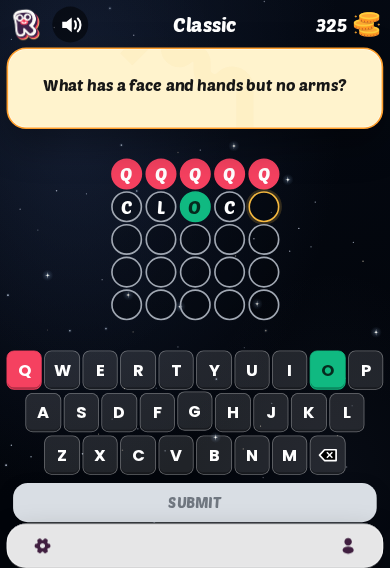 Classic
325
What has a face and hands but no arms?
Q Q Q Q Q
C L O C
Q W E R T Y U I O P
A S D F G H J K L
Z X C V B N M
SUBMIT